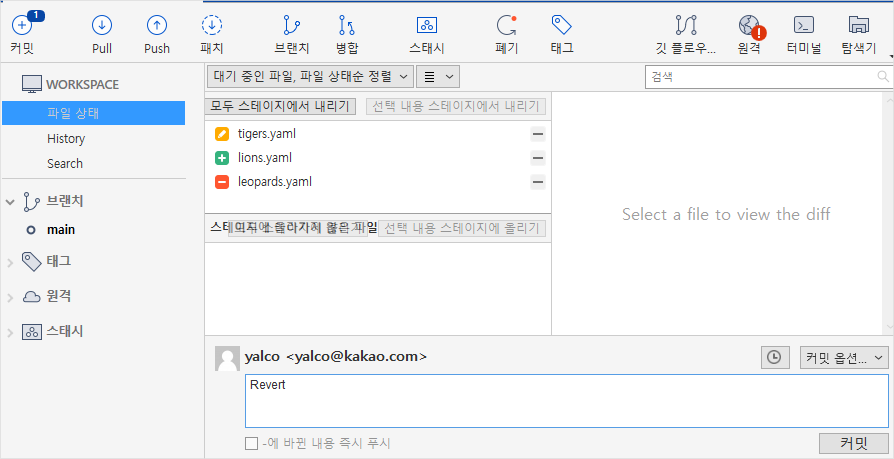 1
커밋 Pull Push 패치 브랜치 병합 스태시 폐기 태그 깃 플로우... 원격 터미널 탐색기
WORKSPACE
파일 상태
History
Search
브랜치
main
태그
원격
스태시
대기 중인 파일, 파일 상태순 정렬
검색
모두 스테이지에서 내리기 선택 내용 스테이지에서 내리기
tigers.yaml
lions.yaml
leopards.yaml
스테이지에 올라가지 않은 파일 선택 내용 스테이지에 올리기
Select a file to view the diff
yalco <yalco@kakao.com>
커밋 옵션...
Revert
-에 바뀐 내용 즉시 푸시
커밋